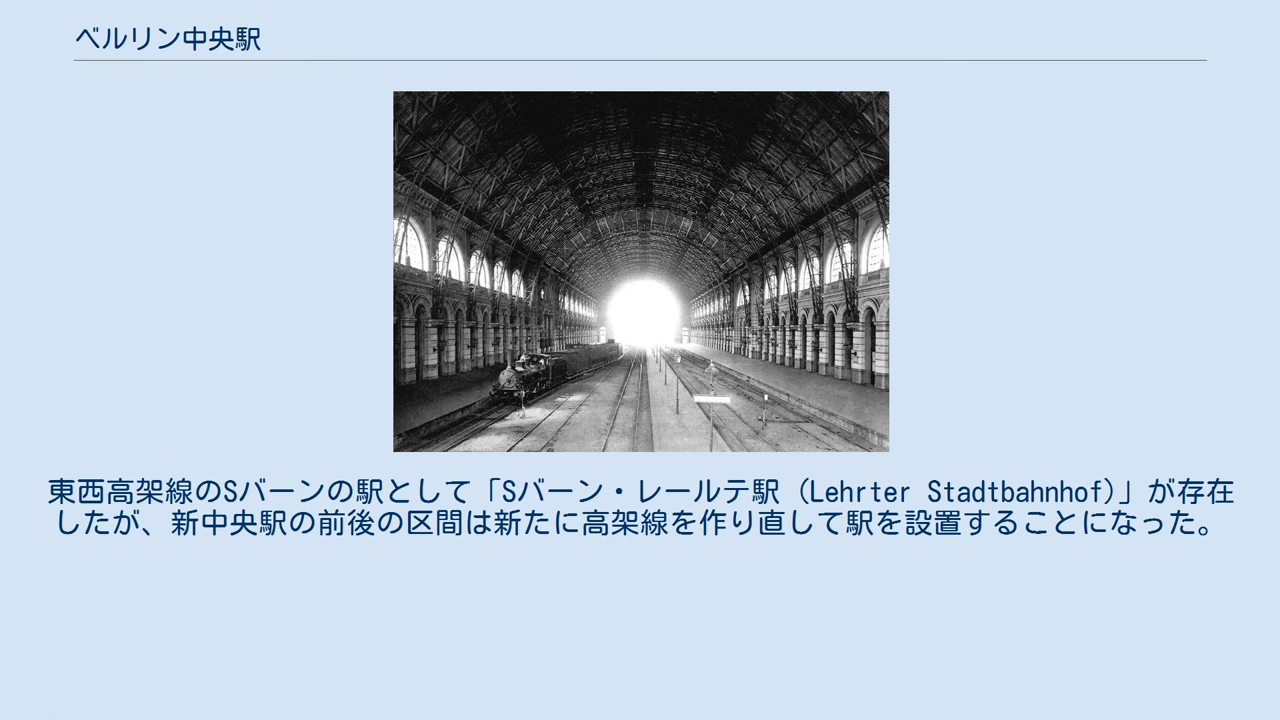 ベルリン中央駅
東西高架線のSバーンの駅として「Sバーン・レールテ駅（Lehrter Stadtbahnhof)」が存在
したが、新中央駅の前後の区間は新たに高架線を作り直して駅を設置することになった。